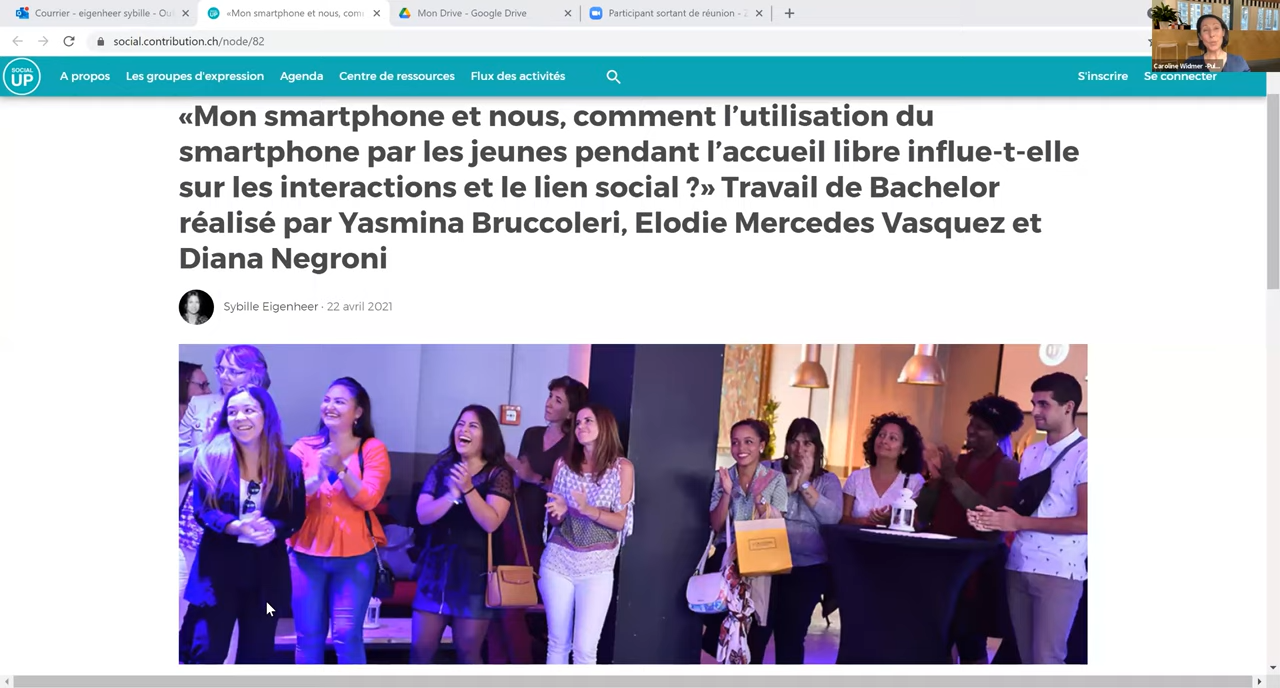 Courrier - eigenheer sybille - Out
«Mon smartphone et nous, com
Mon Drive - Google Drive
Participant sortant de réunion - Z
social.contribution.ch/node/82
Caroline Widmer -Pul...
SOCIAL
UP
A propos
Les groupes d'expression
Agenda
Centre de ressources
Flux des activités
S'inscrire
Se connecter
«Mon smartphone et nous, comment l’utilisation du
smartphone par les jeunes pendant l’accueil libre influe-t-elle
sur les interactions et le lien social ?» Travail de Bachelor
réalisé par Yasmina Bruccoleri, Elodie Mercedes Vasquez et
Diana Negroni
Sybille Eigenheer · 22 avril 2021